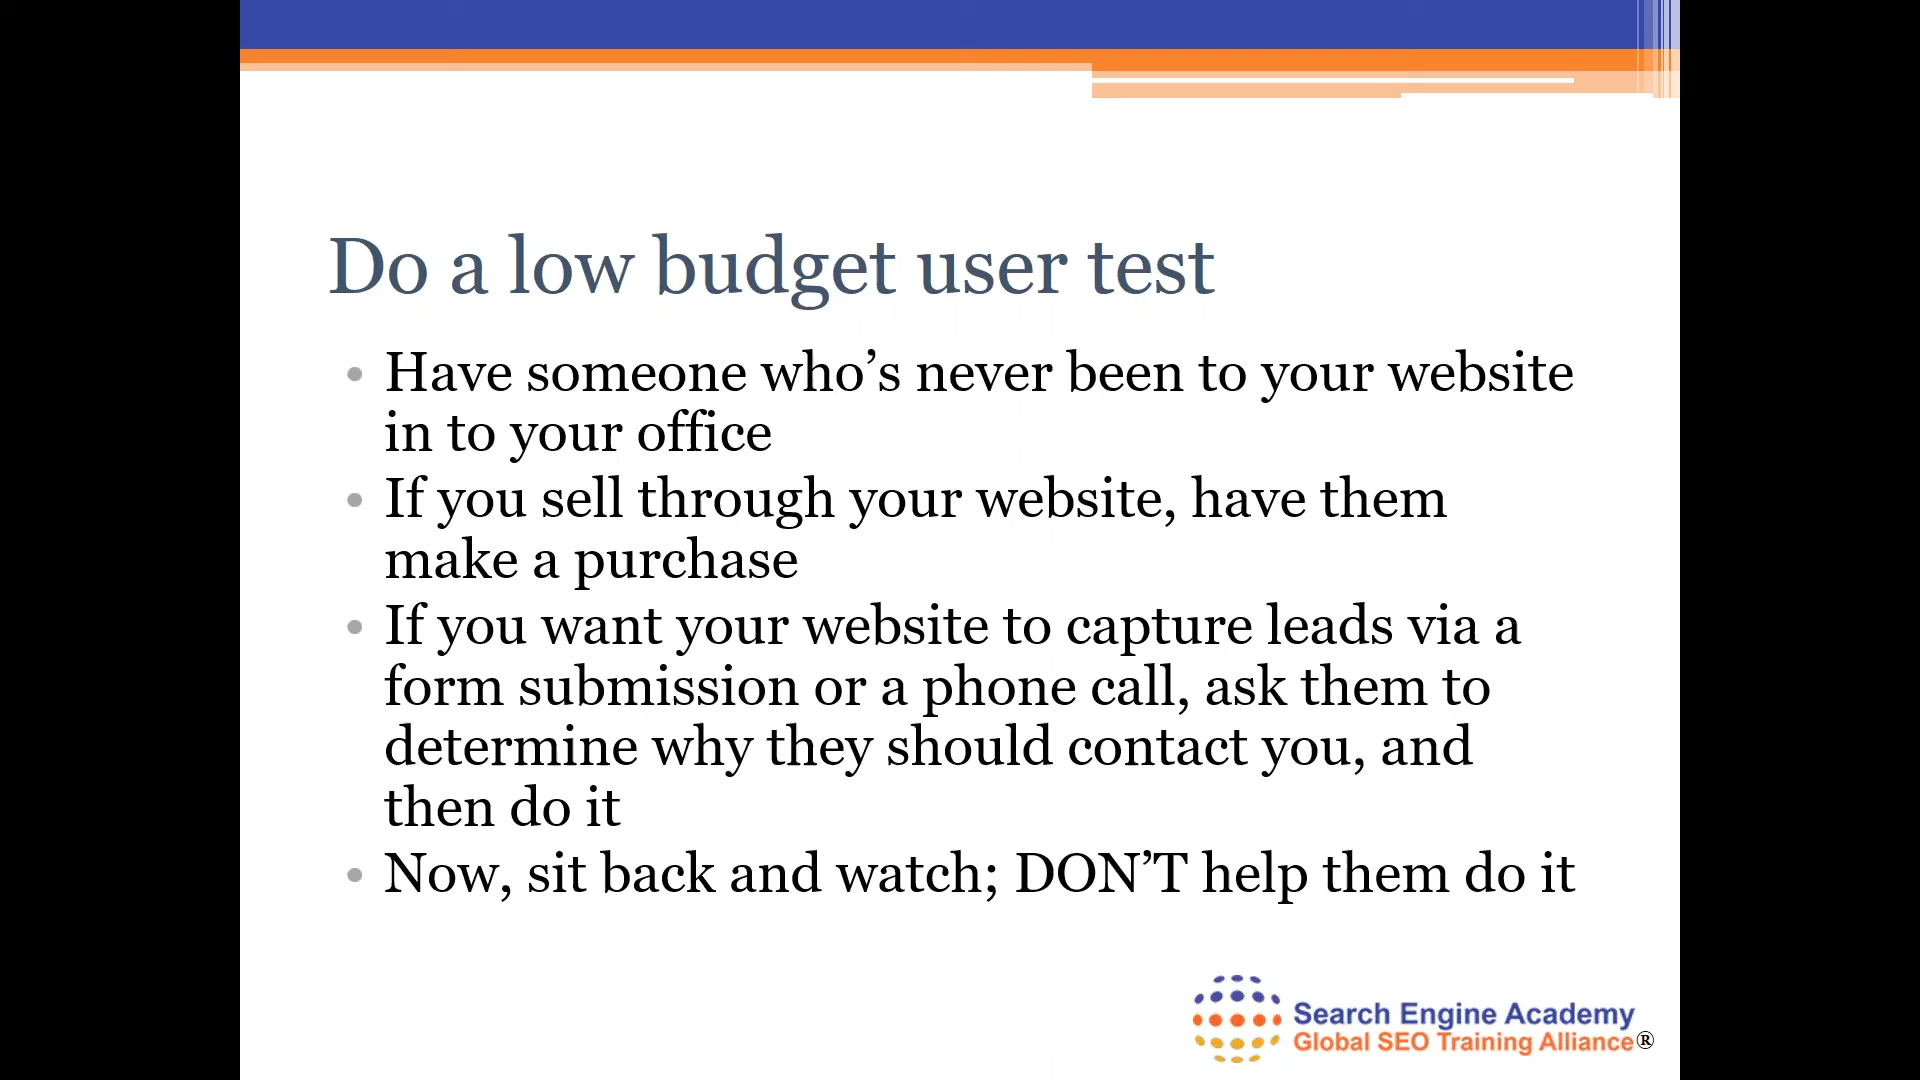 Do a low budget user test
• Have someone who’s never been to your website
in to your office
• If you sell through your website, have them
make a purchase
• If you want your website to capture leads via a
form submission or a phone call, ask them to
determine why they should contact you, and
then do it
• Now, sit back and watch; DON’T help them do it
Search Engine Academy
Global SEO Training Alliance®